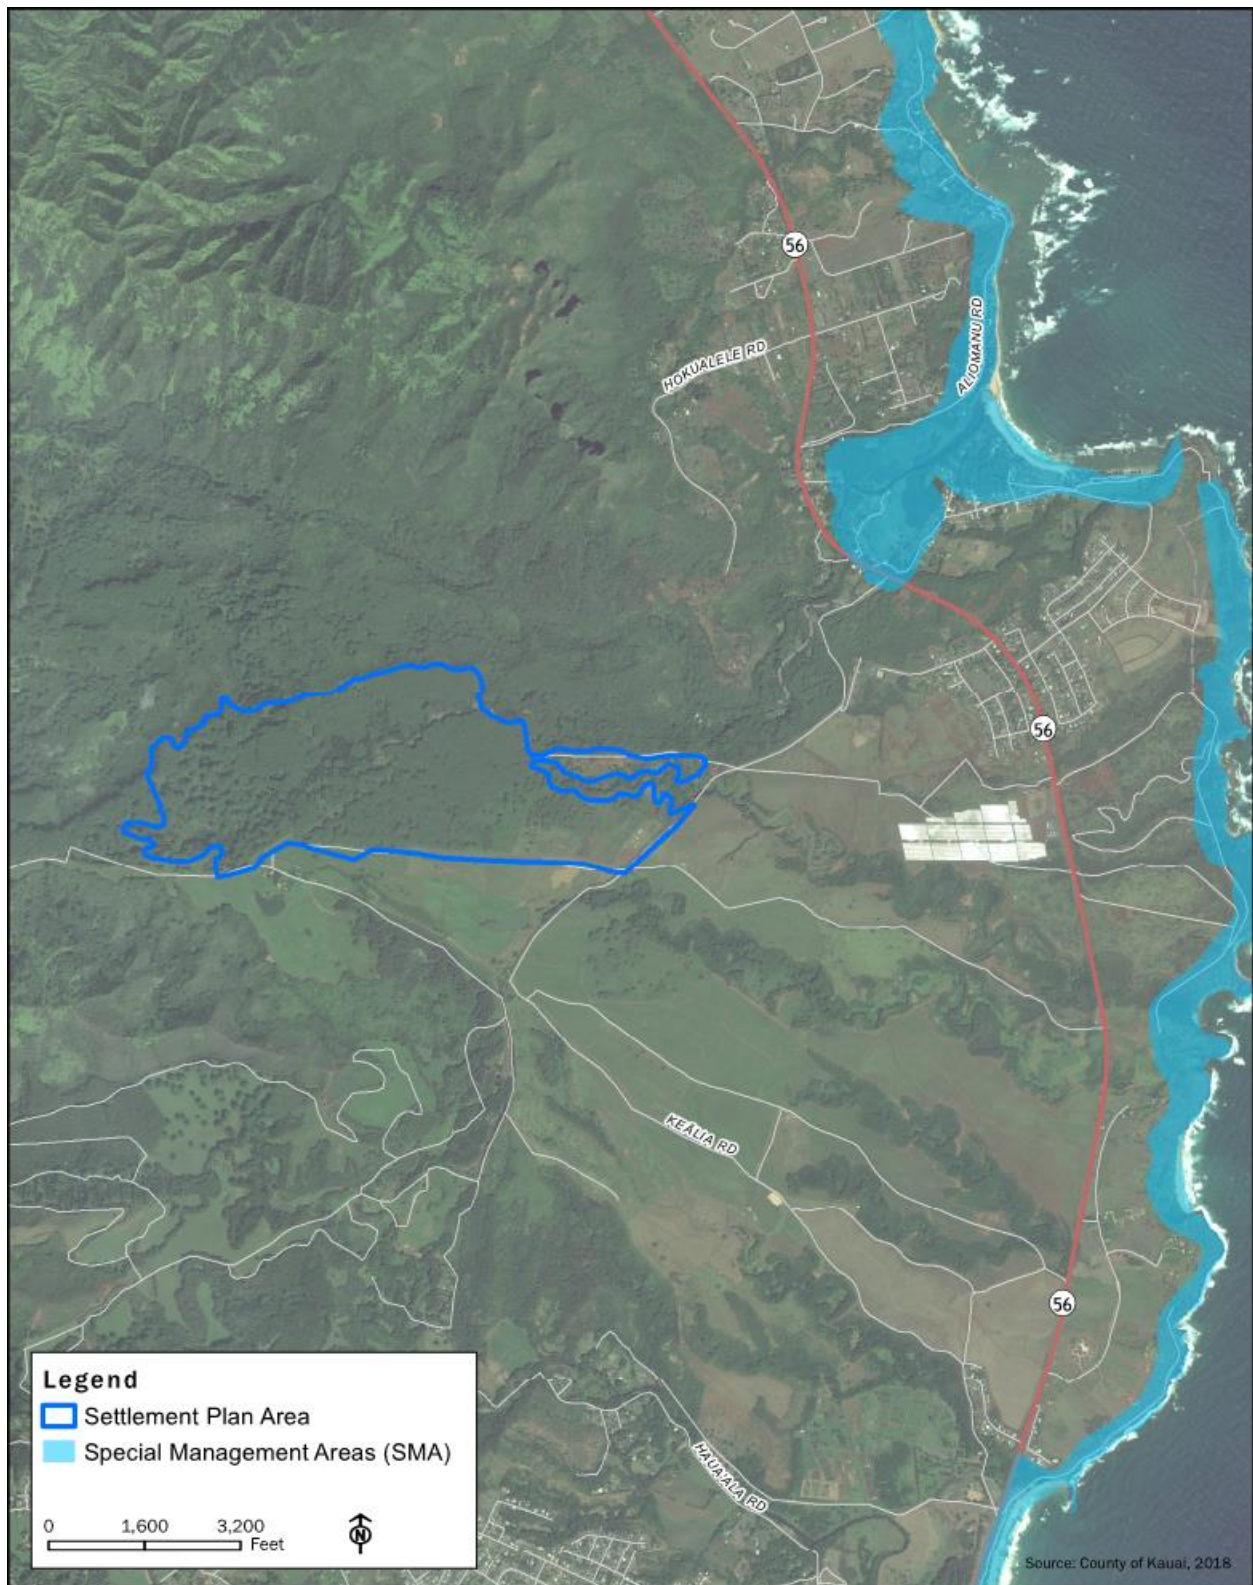 56
HOKUALELE RD
ALIOMANU RD
56
KEALIA RD
56
HAUA'ALA RD
Legend
Settlement Plan Area
Special Management Areas (SMA)
0 1,600 3,200
Feet
N
Source: County of Kauai, 2018